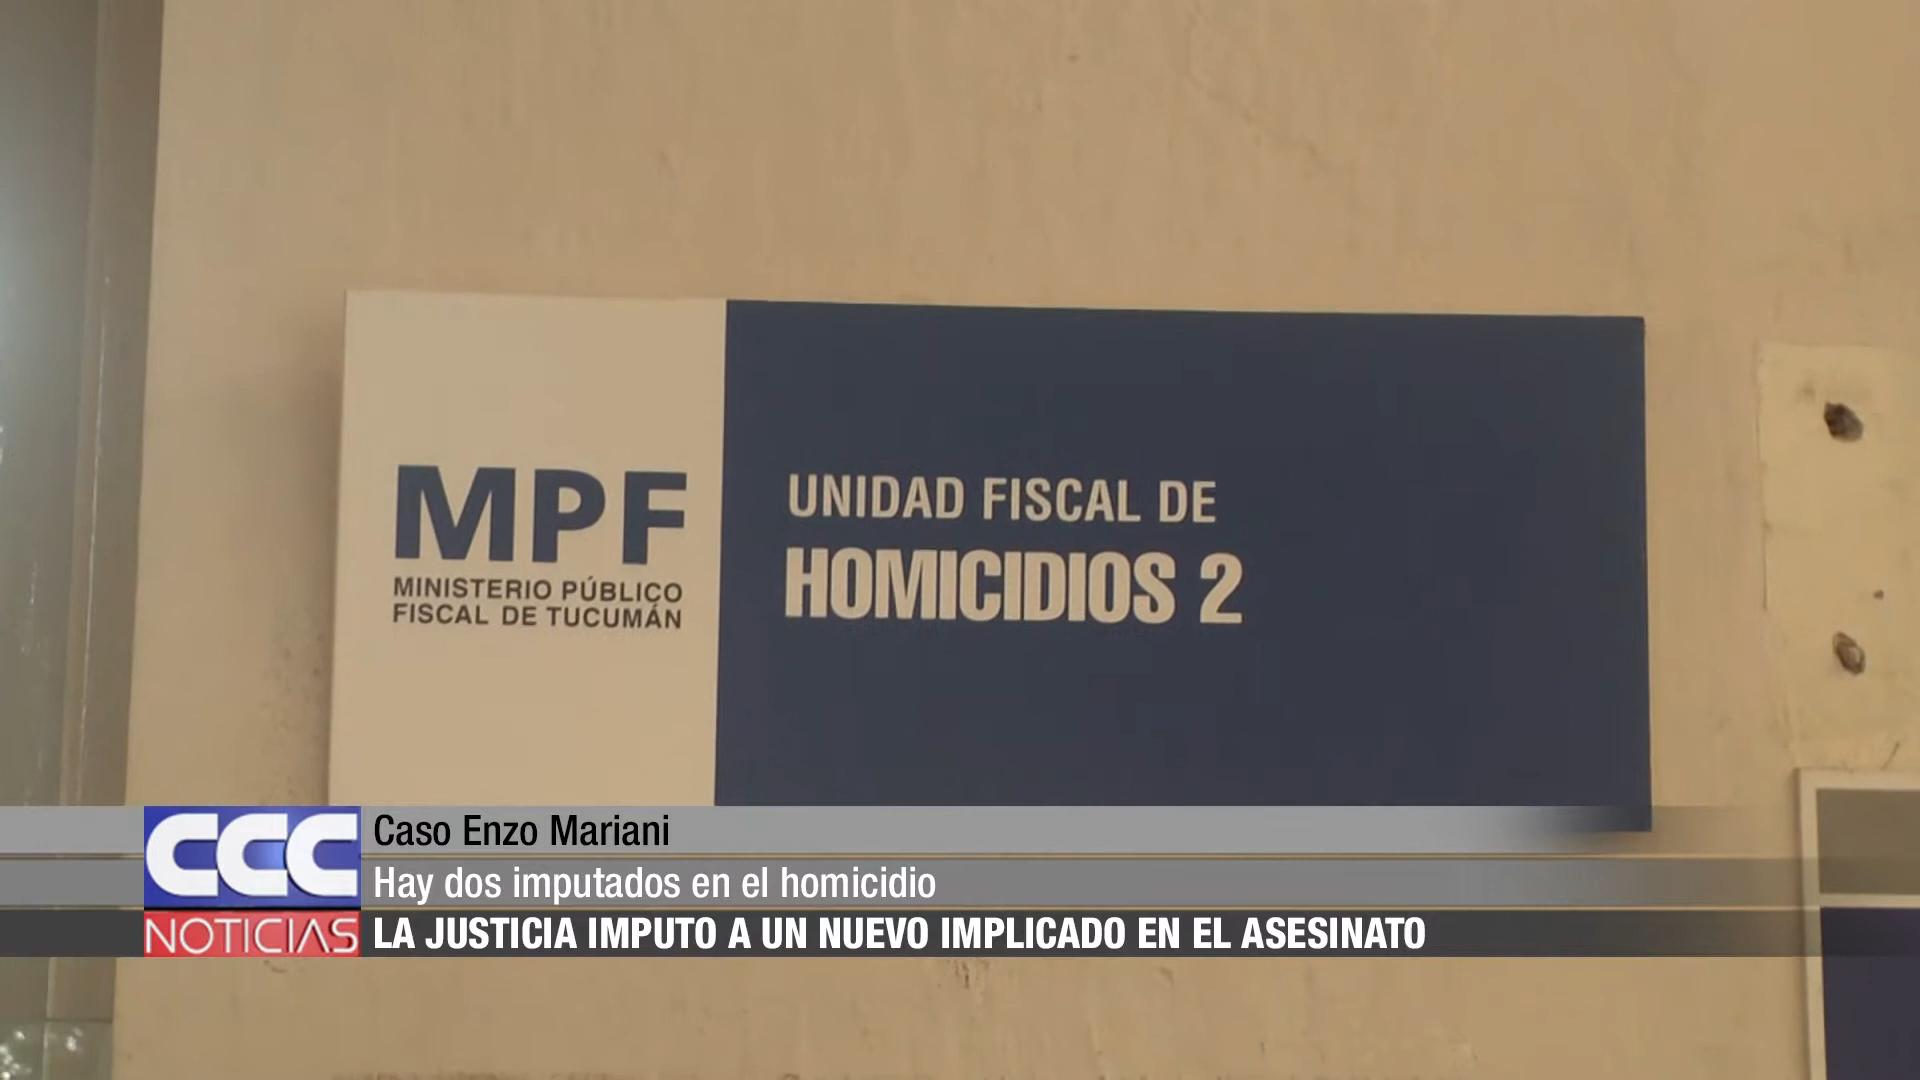 MPF
MINISTERIO PÚBLICO
FISCAL DE TUCUMÁN
UNIDAD FISCAL DE
HOMICIDIOS 2
CCC
NOTICIAS
Caso Enzo Mariani
Hay dos imputados en el homicidio
LA JUSTICIA IMPUTO A UN NUEVO IMPLICADO EN EL ASESINATO